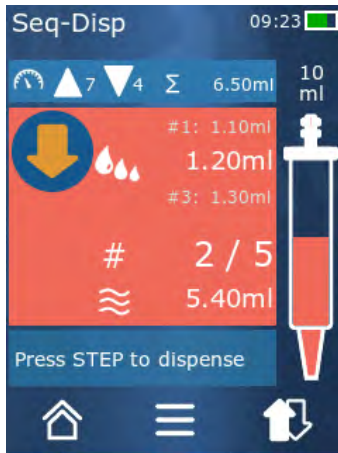 Seq-Disp 09:23
7 4 Σ 6.50ml
10 ml
#1: 1.10ml
1.20ml
#3: 1.30ml
# 2 / 5
5.40ml
Press STEP to dispense